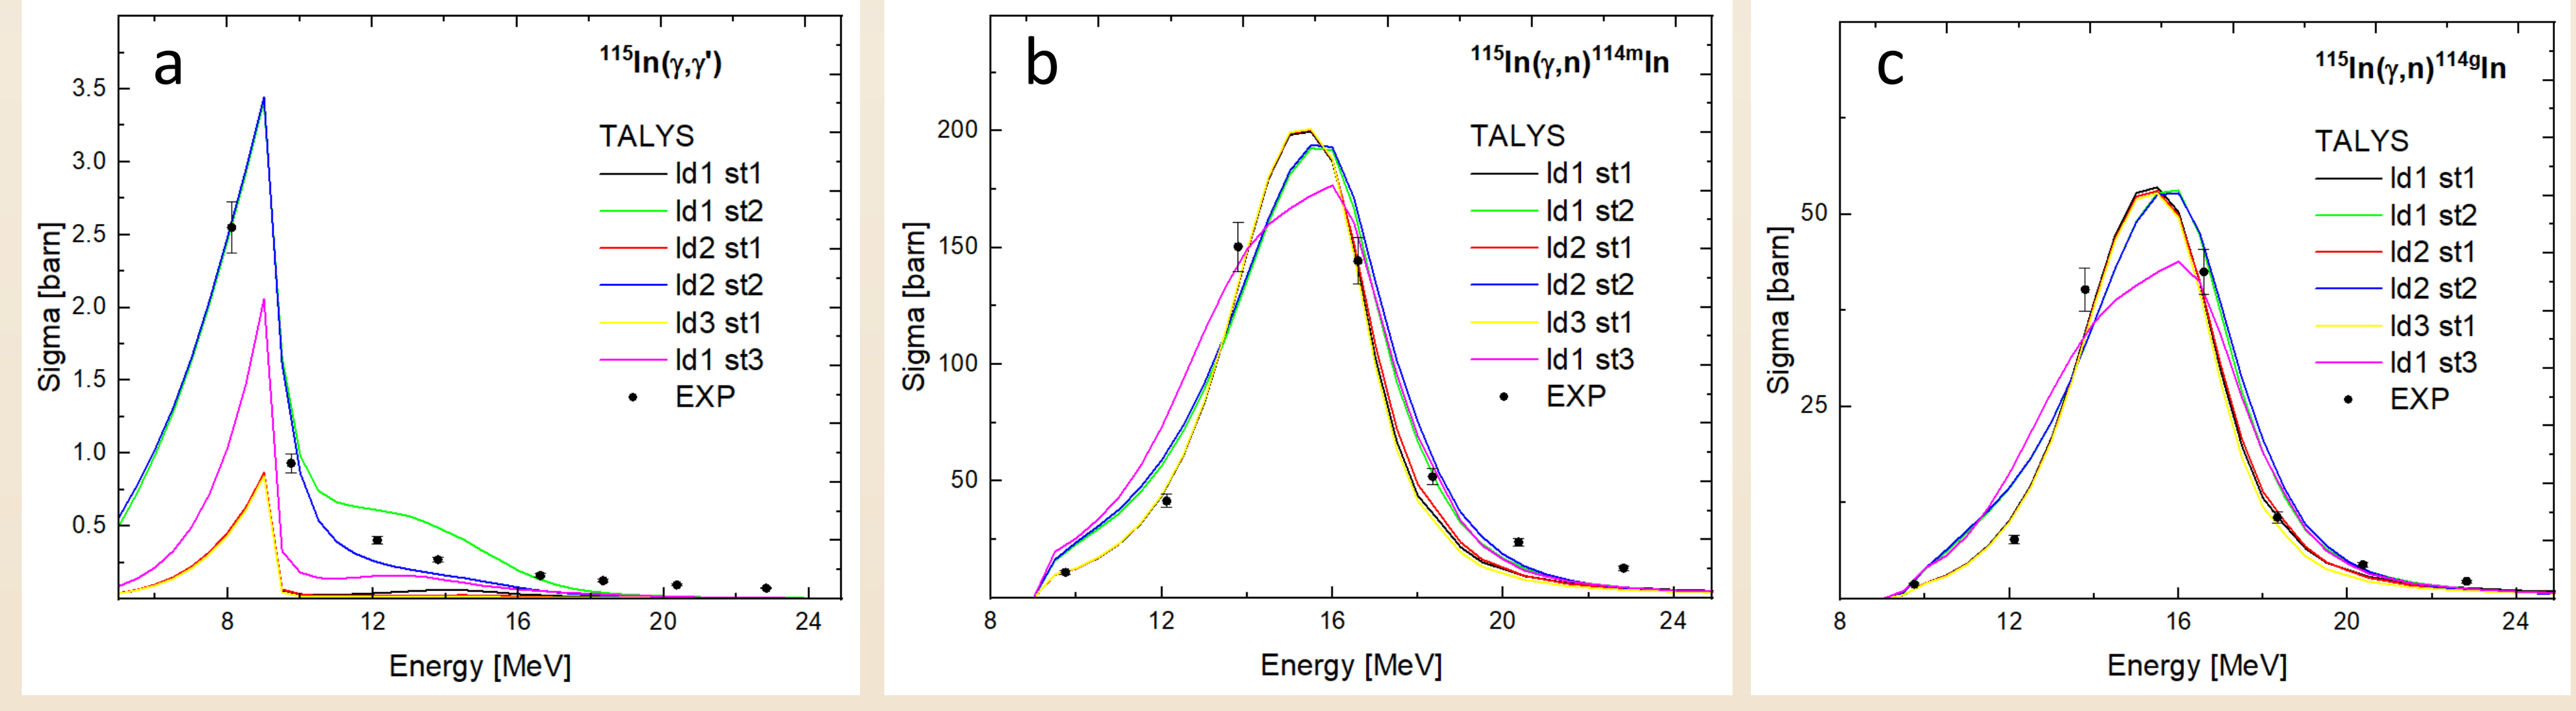 a
¹¹⁵In(γ,γ')
TALYS
ld1 st1
ld1 st2
ld2 st1
ld2 st2
ld3 st1
ld1 st3
EXP
3.5
3.0
2.5
2.0
1.5
1.0
0.5
Sigma [barn]
8 12 16 20 24
Energy [MeV]
b
¹¹⁵In(γ,n)¹¹⁴ᵐIn
TALYS
ld1 st1
ld1 st2
ld2 st1
ld2 st2
ld3 st1
ld1 st3
EXP
200
150
100
50
Sigma [barn]
8 12 16 20 24
Energy [MeV]
c
¹¹⁵In(γ,n)¹¹⁴ᵍIn
TALYS
ld1 st1
ld1 st2
ld2 st1
ld2 st2
ld3 st1
ld1 st3
EXP
50
25
Sigma [barn]
8 12 16 20 24
Energy [MeV]